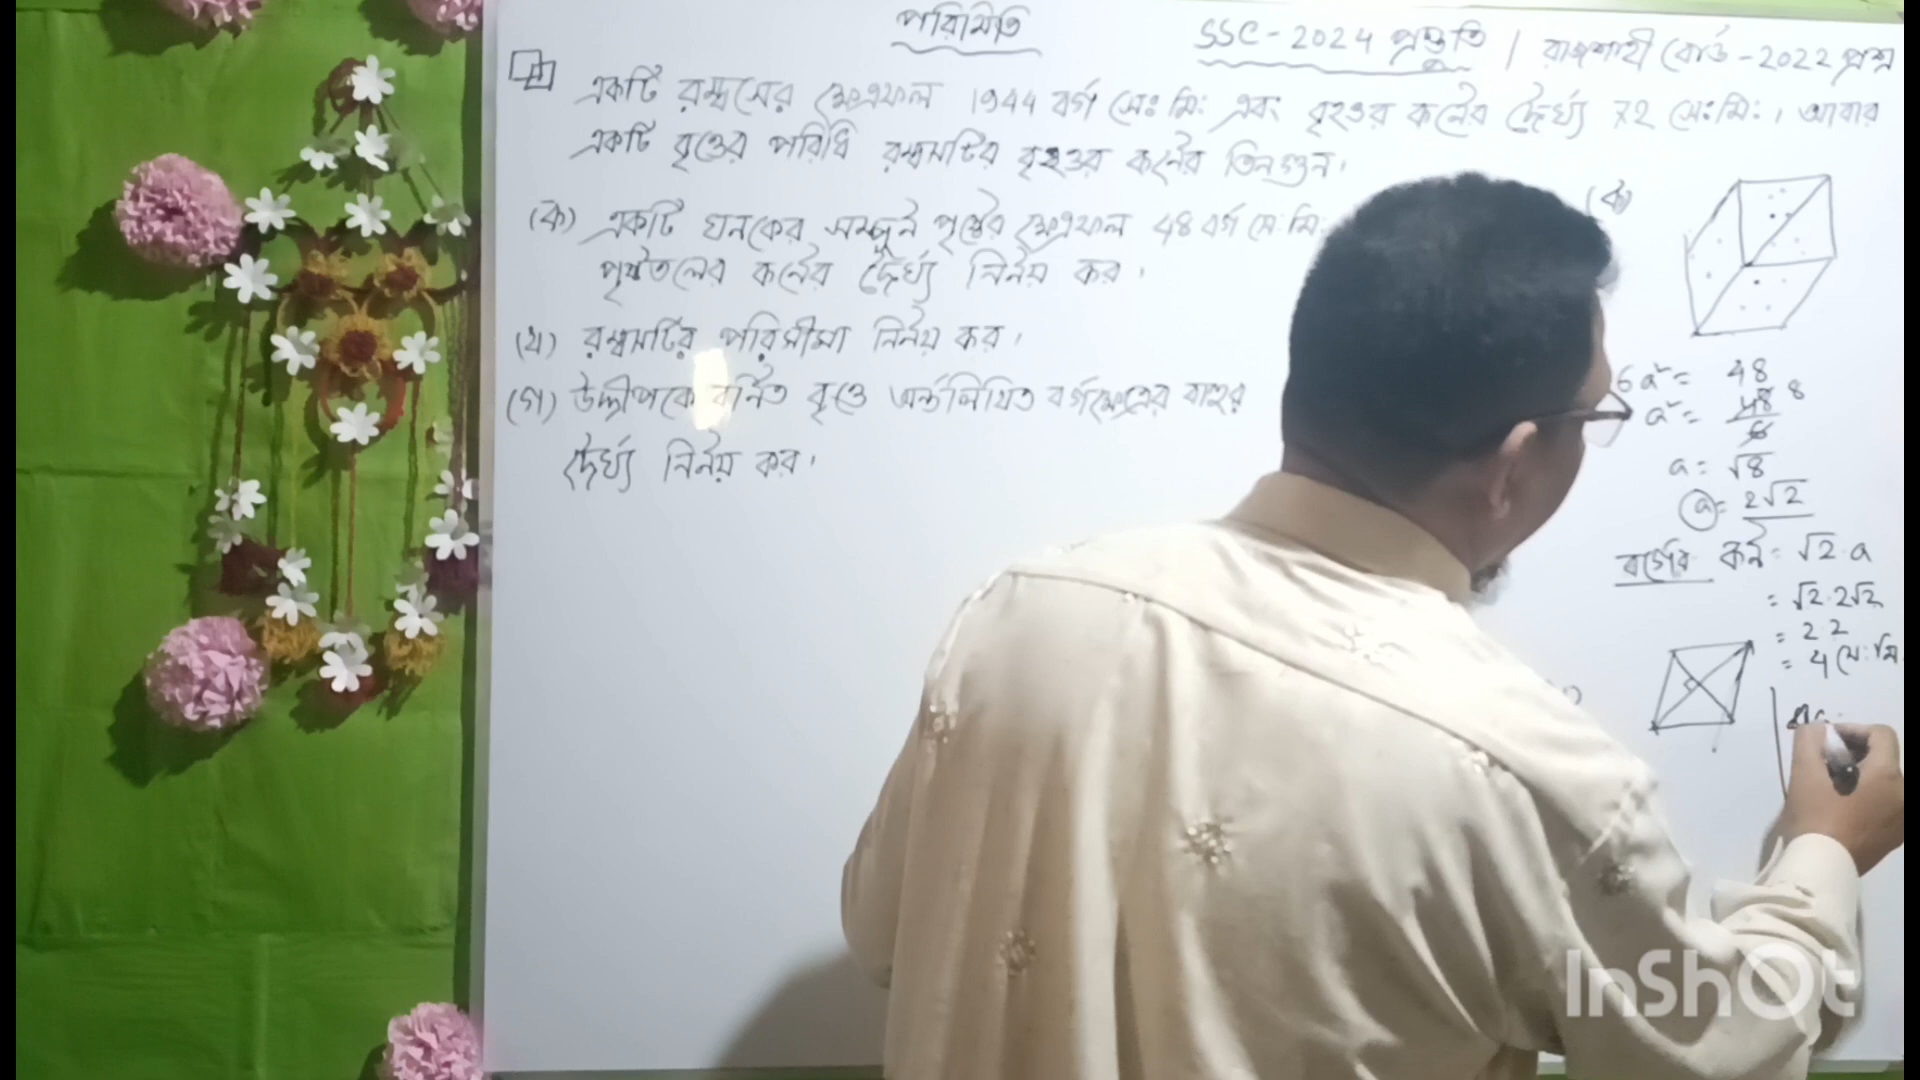 পরিমিতি
SSC-2024 প্রস্তুতি | রাজশাহী বোর্ড -2022 প্রশ্ন
একটি রম্বসের ক্ষেত্রফল 1944 বর্গ সেঃ মিঃ এবং বৃহত্তর কর্নের দৈর্ঘ্য 72 সেঃ মিঃ। আবার
একটি বৃত্তের পরিধি রম্বসটির বৃহত্তর কর্নের তিনগুন।
(ক) একটি ঘনকের সম্পূর্ন পৃষ্ঠের ক্ষেত্রফল 48 বর্গ সেঃ মিঃ
পৃষ্ঠতলের কর্নের দৈর্ঘ্য নির্নয় কর।
(খ) রম্বসটির পরিসীমা নির্নয় কর।
(গ) উদ্দীপকে বর্নিত বৃত্তে অর্ন্তলিখিত বর্গক্ষেত্রের বাহুর
দৈর্ঘ্য নির্নয় কর।
(ক)
6a² = 48
a² = 48 8
6
a = √8
a = 2√2
বর্গের কর্ন = √2.a
= √2.2√2
= 2.2
= 4 সেঃ মি
InShOt